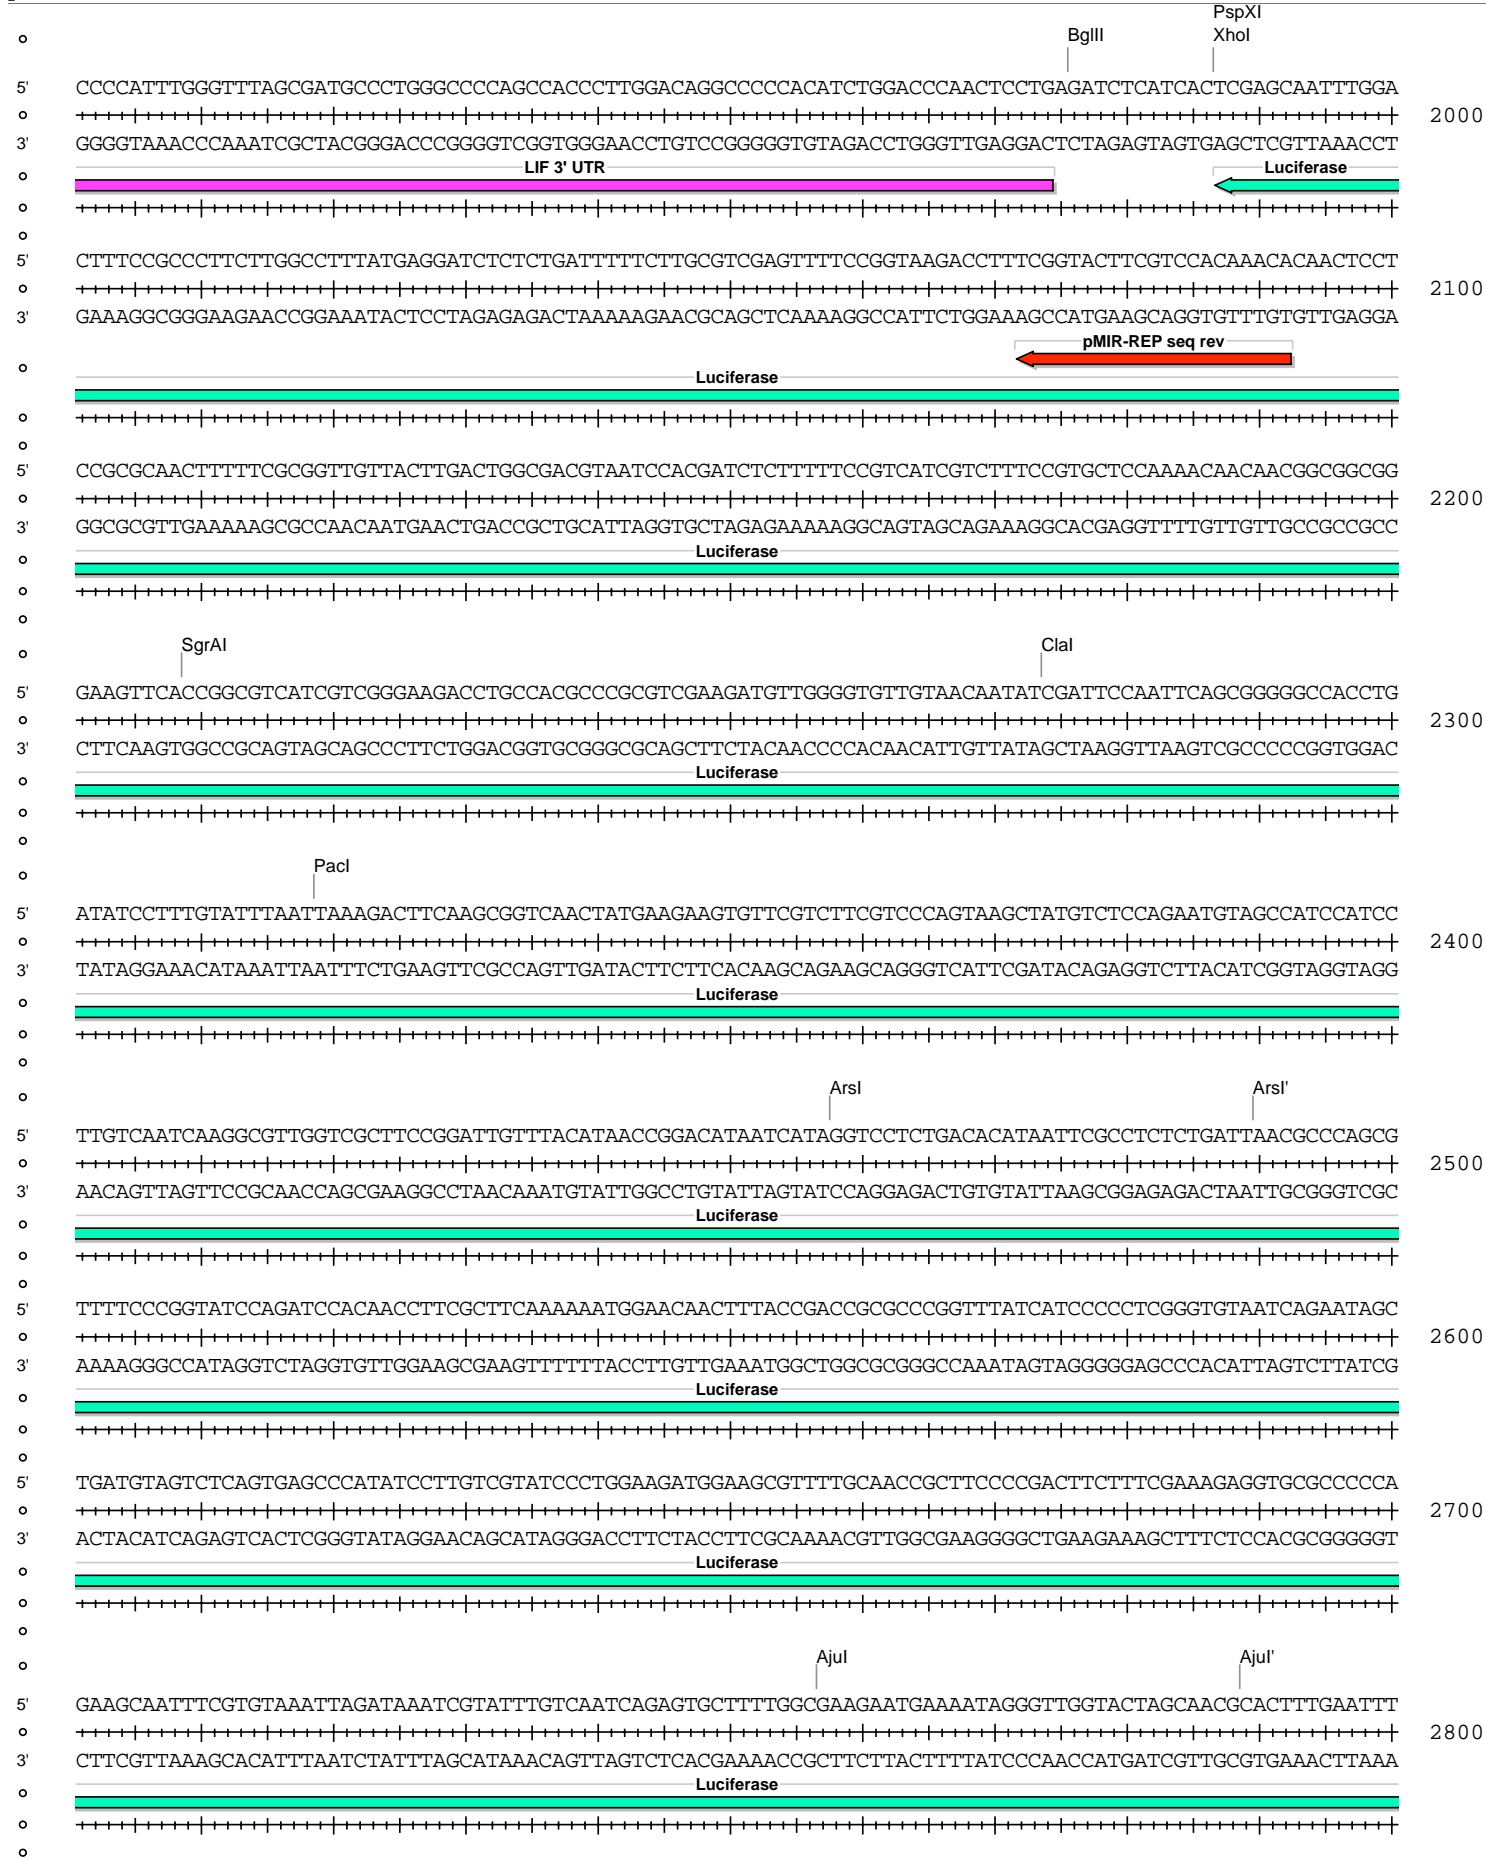 PspXI
BglII XhoI
5' CCCCATTTGGGTTTAGCGATGCCCTGGGCCCCAGCCACCCTTGGACAGGCCCCCACATCTGGACCCAACTCCTGAGATCTCATCACTCGAGCAATTTGGA
2000
3' GGGGTAAACCCAAATCGCTACGGGACCCGGGGTCGGTGGGAACCTGTCCGGGGGTGTAGACCTGGGTTGAGGACTCTAGAGTAGTGAGCTCGTTAAACCT
LIF 3' UTR Luciferase
5' CTTTCCGCCCTTCTTGGCCTTTATGAGGATCTCTCTGATTTTTCTTGCGTCGAGTTTTCCGGTAAGACCTTTCGGTACTTCGTCCACAAACACAACTCCT
2100
3' GAAAGGCGGGAAGAACCGGAAATACTCCTAGAGAGACTAAAAAGAACGCAGCTCAAAAGGCCATTCTGGAAAGCCATGAAGCAGGTGTTTGTGTTGAGGA
pMIR-REP seq rev
Luciferase
5' CCGCGCAACTTTTTCGCGGTTGTTACTTGACTGGCGACGTAATCCACGATCTCTTTTTCCGTCATCGTCTTTCCGTGCTCCAAAACAACAACGGCGGCGG
2200
3' GGCGCGTTGAAAAAGCGCCAACAATGAACTGACCGCTGCATTAGGTGCTAGAGAAAAAGGCAGTAGCAGAAAGGCACGAGGTTTTGTTGTTGCCGCCGCC
Luciferase
SgrAI ClaI
5' GAAGTTCACCGGCGTCATCGTCGGGAAGACCTGCCACGCCCGCGTCGAAGATGTTGGGGTGTTGTAACAATATCGATTCCAATTCAGCGGGGGCCACCTG
2300
3' CTTCAAGTGGCCGCAGTAGCAGCCCTTCTGGACGGTGCGGGCGCAGCTTCTACAACCCCACAACATTGTTATAGCTAAGGTTAAGTCGCCCCCGGTGGAC
Luciferase
PacI
5' ATATCCTTTGTATTTAATTAAAGACTTCAAGCGGTCAACTATGAAGAAGTGTTCGTCTTCGTCCCAGTAAGCTATGTCTCCAGAATGTAGCCATCCATCC
2400
3' TATAGGAAACATAAATTAATTTCTGAAGTTCGCCAGTTGATACTTCTTCACAAGCAGAAGCAGGGTCATTCGATACAGAGGTCTTACATCGGTAGGTAGG
Luciferase
ArsI ArsI'
5' TTGTCAATCAAGGCGTTGGTCGCTTCCGGATTGTTTACATAACCGGACATAATCATAGGTCCTCTGACACATAATTCGCCTCTCTGATTAACGCCCAGCG
2500
3' AACAGTTAGTTCCGCAACCAGCGAAGGCCTAACAAATGTATTGGCCTGTATTAGTATCCAGGAGACTGTGTATTAAGCGGAGAGACTAATTGCGGGTCGC
Luciferase
5' TTTTCCCGGTATCCAGATCCACAACCTTCGCTTCAAAAAATGGAACAACTTTACCGACCGCGCCCGGTTTATCATCCCCCTCGGGTGTAATCAGAATAGC
2600
3' AAAAGGGCCATAGGTCTAGGTGTTGGAAGCGAAGTTTTTTACCTTGTTGAAATGGCTGGCGCGGGCCAAATAGTAGGGGGAGCCCACATTAGTCTTATCG
Luciferase
5' TGATGTAGTCTCAGTGAGCCCATATCCTTGTCGTATCCCTGGAAGATGGAAGCGTTTTGCAACCGCTTCCCCGACTTCTTTCGAAAGAGGTGCGCCCCCA
2700
3' ACTACATCAGAGTCACTCGGGTATAGGAACAGCATAGGGACCTTCTACCTTCGCAAAACGTTGGCGAAGGGGCTGAAGAAAGCTTTCTCCACGCGGGGGT
Luciferase
AjuI AjuI'
5' GAAGCAATTTCGTGTAAATTAGATAAATCGTATTTGTCAATCAGAGTGCTTTTGGCGAAGAATGAAAATAGGGTTGGTACTAGCAACGCACTTTGAATTT
2800
3' CTTCGTTAAAGCACATTTAATCTATTTAGCATAAACAGTTAGTCTCACGAAAACCGCTTCTTACTTTTATCCCAACCATGATCGTTGCGTGAAACTTAAA
Luciferase